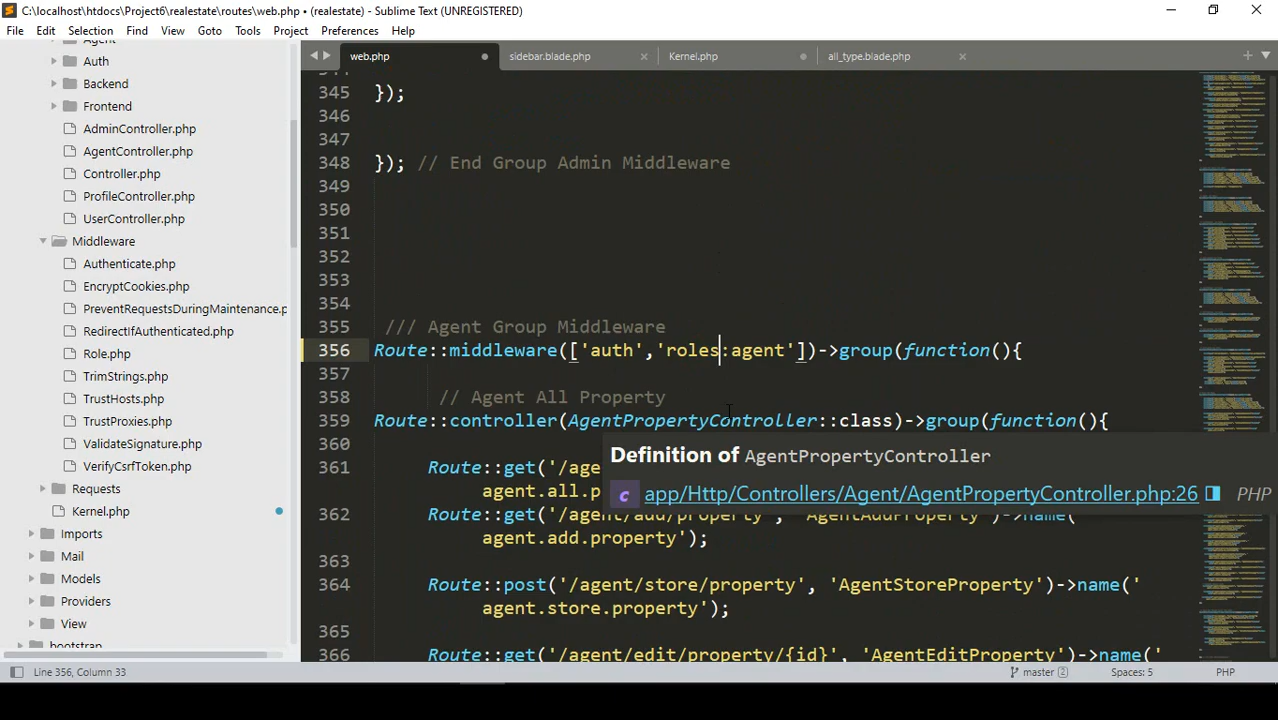 C:\localhost\htdocs\Project6\realestate\routes\web.php • (realestate) - Sublime Text (UNREGISTERED)
File Edit Selection Find View Goto Tools Project Preferences Help
Agent
Auth
Backend
Frontend
AdminController.php
AgentController.php
Controller.php
ProfileController.php
UserController.php
Middleware
Authenticate.php
EncryptCookies.php
PreventRequestsDuringMaintenance.p
RedirectIfAuthenticated.php
Role.php
TrimStrings.php
TrustHosts.php
TrustProxies.php
ValidateSignature.php
VerifyCsrfToken.php
Requests
Kernel.php
Imports
Mail
Models
Providers
View
bootstrap
web.php sidebar.blade.php Kernel.php all_type.blade.php
344
345 });
346
347
348 }); // End Group Admin Middleware
349
350
351
352
353
354
355 /// Agent Group Middleware
356 Route::middleware(['auth','roles:agent'])->group(function(){
357
358 // Agent All Property
359 Route::controller(AgentPropertyController::class)->group(function(){
360
Definition of AgentPropertyController
app/Http/Controllers/Agent/AgentPropertyController.php:26 PHP
361 Route::get('/age
agent.all.p
362 Route::get('/agent/add/property', 'AgentAddProperty')->name('
agent.add.property');
363
364 Route::post('/agent/store/property', 'AgentStoreProperty')->name('
agent.store.property');
365
366 Route::get('/agent/edit/property/{id}', 'AgentEditProperty')->name('
Line 356, Column 33 master 2 Spaces: 5 PHP